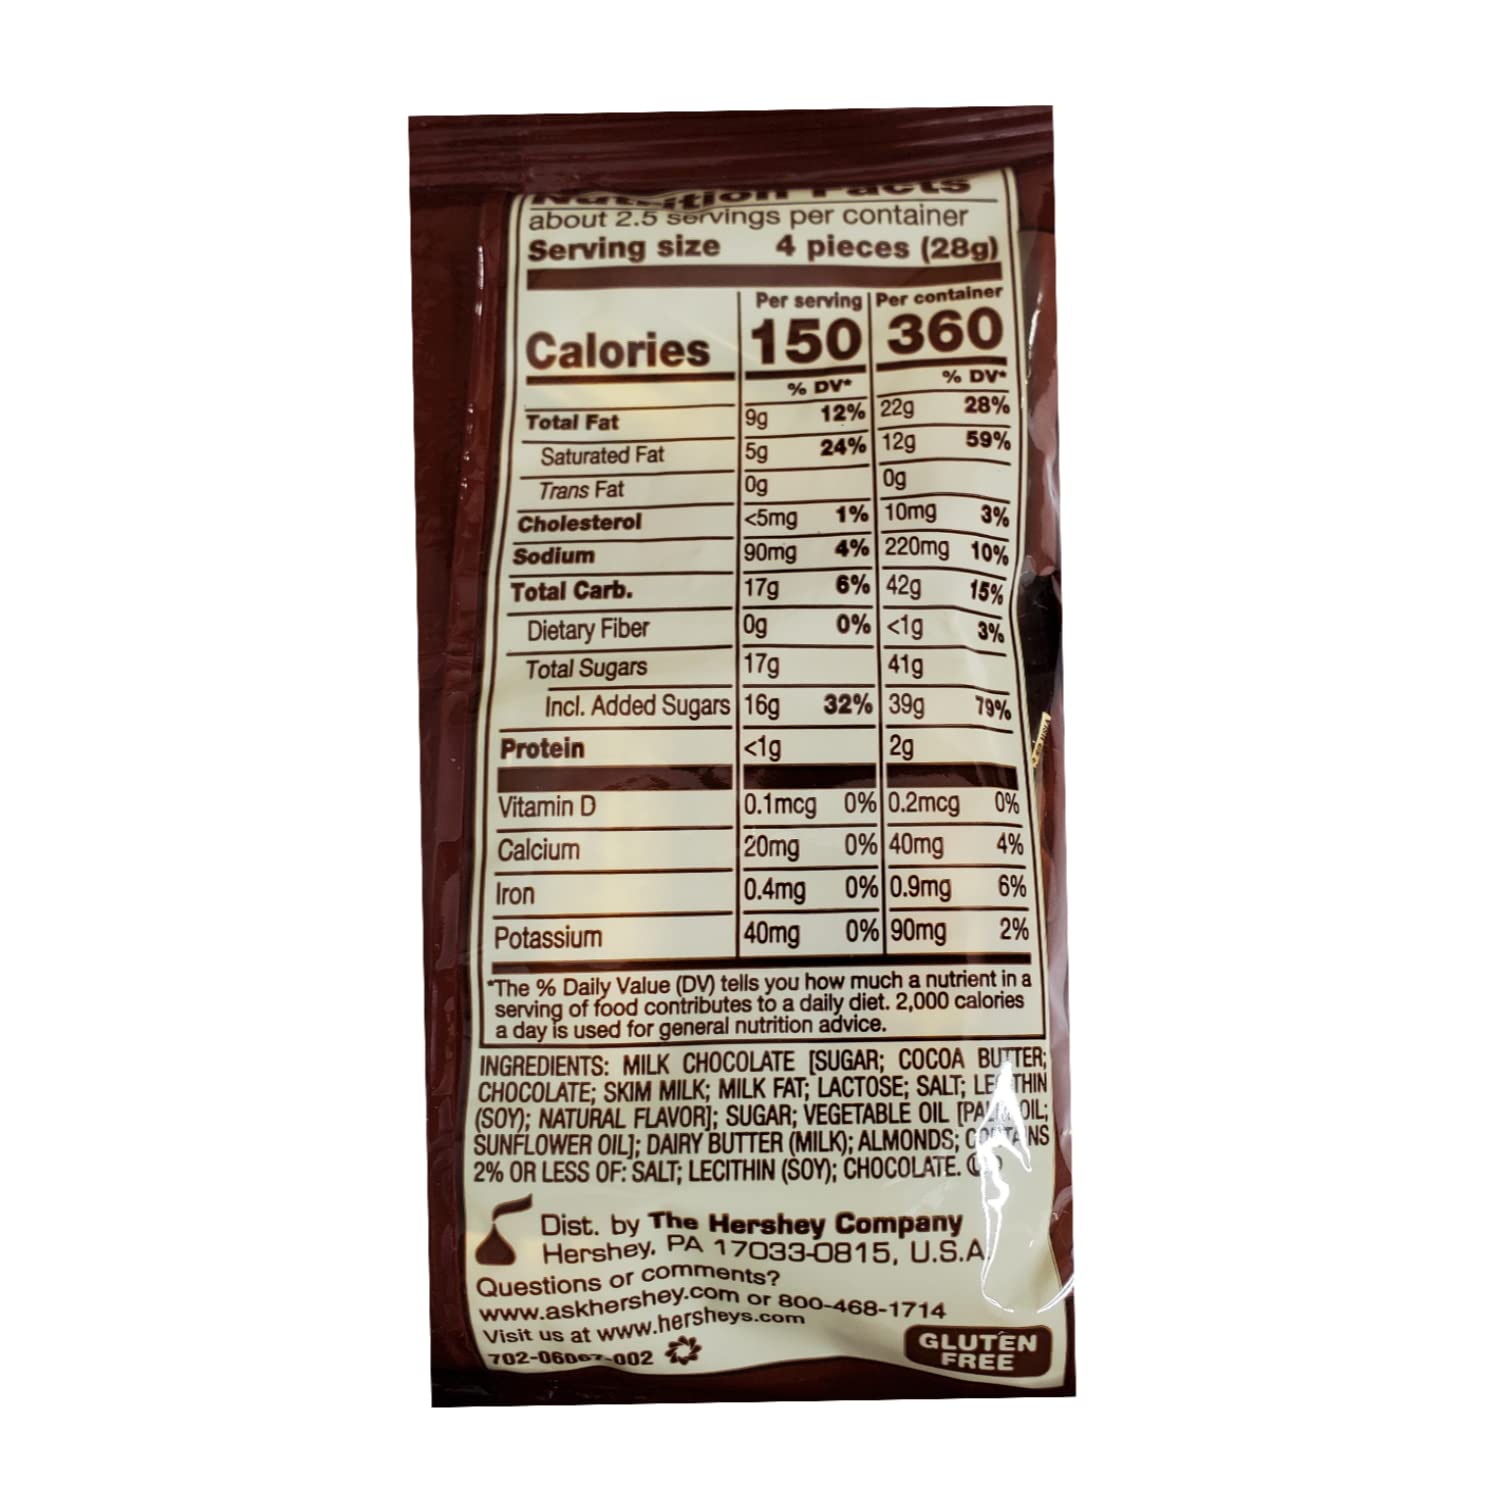 Nutrition Facts
about 2.5 servings per container
Serving size 4 pieces (28g)
Per serving Per container
Calories 150 360
% DV* % DV*
Total Fat 9g 12% 22g 28%
Saturated Fat 5g 24% 12g 59%
Trans Fat 0g 0g
Cholesterol <5mg 1% 10mg 3%
Sodium 90mg 4% 220mg 10%
Total Carb. 17g 6% 42g 15%
Dietary Fiber 0g 0% <1g 3%
Total Sugars 17g 41g
Incl. Added Sugars 16g 32% 39g 79%
Protein <1g 2g
Vitamin D 0.1mcg 0% 0.2mcg 0%
Calcium 20mg 0% 40mg 4%
Iron 0.4mg 0% 0.9mg 6%
Potassium 40mg 0% 90mg 2%
*The % Daily Value (DV) tells you how much a nutrient in a
serving of food contributes to a daily diet. 2,000 calories
a day is used for general nutrition advice.
INGREDIENTS: MILK CHOCOLATE [SUGAR; COCOA BUTTER;
CHOCOLATE; SKIM MILK; MILK FAT; LACTOSE; SALT; LECITHIN
(SOY); NATURAL FLAVOR]; SUGAR; VEGETABLE OIL [PALM OIL;
SUNFLOWER OIL]; DAIRY BUTTER (MILK); ALMONDS; CONTAINS
2% OR LESS OF: SALT; LECITHIN (SOY); CHOCOLATE.
Dist. by The Hershey Company
Hershey, PA 17033-0815, U.S.A.
Questions or comments?
www.askhershey.com or 800-468-1714
Visit us at www.hersheys.com
702-06067-002
GLUTEN
FREE